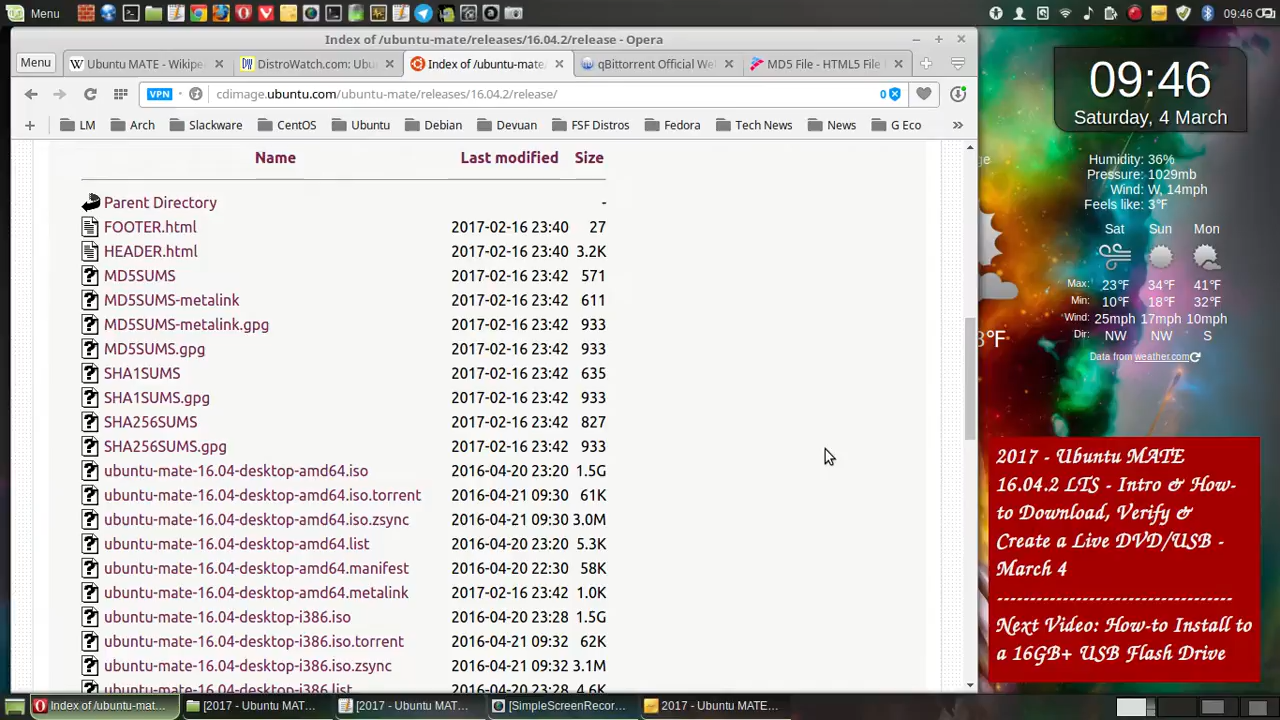 Menu
09:46
Index of /ubuntu-mate/releases/16.04.2/release - Opera
Menu
Ubuntu MATE - Wikipe
DistroWatch.com: Ubu
Index of /ubuntu-mate/
qBittorrent Official Web
MD5 File - HTML5 File
VPN
cdimage.ubuntu.com/ubuntu-mate/releases/16.04.2/release/
0
LM
Arch
Slackware
CentOS
Ubuntu
Debian
Devuan
FSF Distros
Fedora
Tech News
News
G Eco
Name Last modified Size
Parent Directory -
FOOTER.html 2017-02-16 23:40 27
HEADER.html 2017-02-16 23:40 3.2K
MD5SUMS 2017-02-16 23:42 571
MD5SUMS-metalink 2017-02-16 23:42 611
MD5SUMS-metalink.gpg 2017-02-16 23:42 933
MD5SUMS.gpg 2017-02-16 23:42 933
SHA1SUMS 2017-02-16 23:42 635
SHA1SUMS.gpg 2017-02-16 23:42 933
SHA256SUMS 2017-02-16 23:42 827
SHA256SUMS.gpg 2017-02-16 23:42 933
ubuntu-mate-16.04-desktop-amd64.iso 2016-04-20 23:20 1.5G
ubuntu-mate-16.04-desktop-amd64.iso.torrent 2016-04-21 09:30 61K
ubuntu-mate-16.04-desktop-amd64.iso.zsync 2016-04-21 09:30 3.0M
ubuntu-mate-16.04-desktop-amd64.list 2016-04-20 23:20 5.3K
ubuntu-mate-16.04-desktop-amd64.manifest 2016-04-20 22:30 58K
ubuntu-mate-16.04-desktop-amd64.metalink 2017-02-16 23:42 1.0K
ubuntu-mate-16.04-desktop-i386.iso 2016-04-20 23:28 1.5G
ubuntu-mate-16.04-desktop-i386.iso.torrent 2016-04-21 09:32 62K
ubuntu-mate-16.04-desktop-i386.iso.zsync 2016-04-21 09:32 3.1M
ubuntu-mate-16.04-desktop-i386.list 2016-04-20 23:28 4.6K
09:46
Saturday, 4 March
Humidity: 36%
Pressure: 1029mb
Wind: W, 14mph
Feels like: 3°F
Sat Sun Mon
Max: 23°F 34°F 41°F
Min: 10°F 18°F 32°F
Wind: 25mph 17mph 10mph
Dir: NW NW S
Data from weather.com
3°F
2017 - Ubuntu MATE
16.04.2 LTS - Intro & How-
to Download, Verify &
Create a Live DVD/USB -
March 4
-----------------------------------
Next Video: How-to Install to
a 16GB+ USB Flash Drive
Index of /ubuntu-mat...
[2017 - Ubuntu MAT...
[2017 - Ubuntu MAT...
[SimpleScreenRecor...
2017 - Ubuntu MATE...